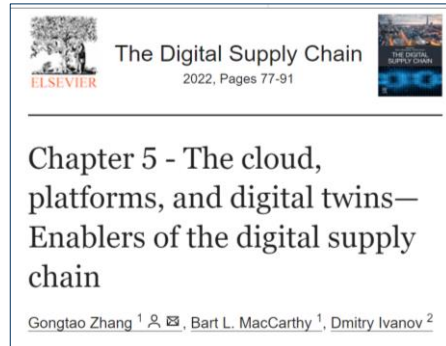 The Digital Supply Chain
2022, Pages 77-91
ELSEVIER
THE DIGITAL
SUPPLY CHAIN
Chapter 5 - The cloud,
platforms, and digital twins—
Enablers of the digital supply
chain
Gongtao Zhang 1, Bart L. MacCarthy 1, Dmitry Ivanov 2